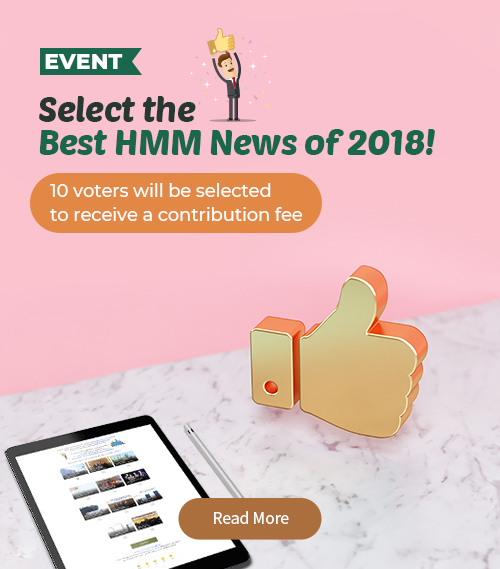 EVENT
Select the
Best HMM News of 2018!
10 voters will be selected
to receive a contribution fee
Read More